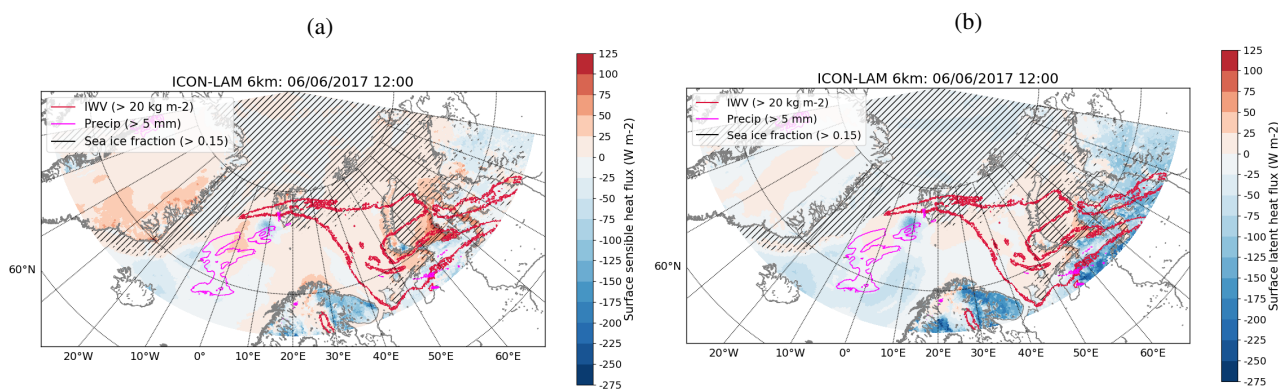 (a)
ICON-LAM 6km: 06/06/2017 12:00
IWV (> 20 kg m-2)
Precip (> 5 mm)
Sea ice fraction (> 0.15)
60°N
20°W 10°W 0° 10°E 20°E 30°E 40°E 50°E 60°E
125
100
75
50
25
0
-25
-50
-75
-100
-125
-150
-175
-200
-225
-250
-275
Surface sensible heat flux (W m-2)
(b)
ICON-LAM 6km: 06/06/2017 12:00
IWV (> 20 kg m-2)
Precip (> 5 mm)
Sea ice fraction (> 0.15)
60°N
20°W 10°W 0° 10°E 20°E 30°E 40°E 50°E 60°E
125
100
75
50
25
0
-25
-50
-75
-100
-125
-150
-175
-200
-225
-250
-275
Surface latent heat flux (W m-2)